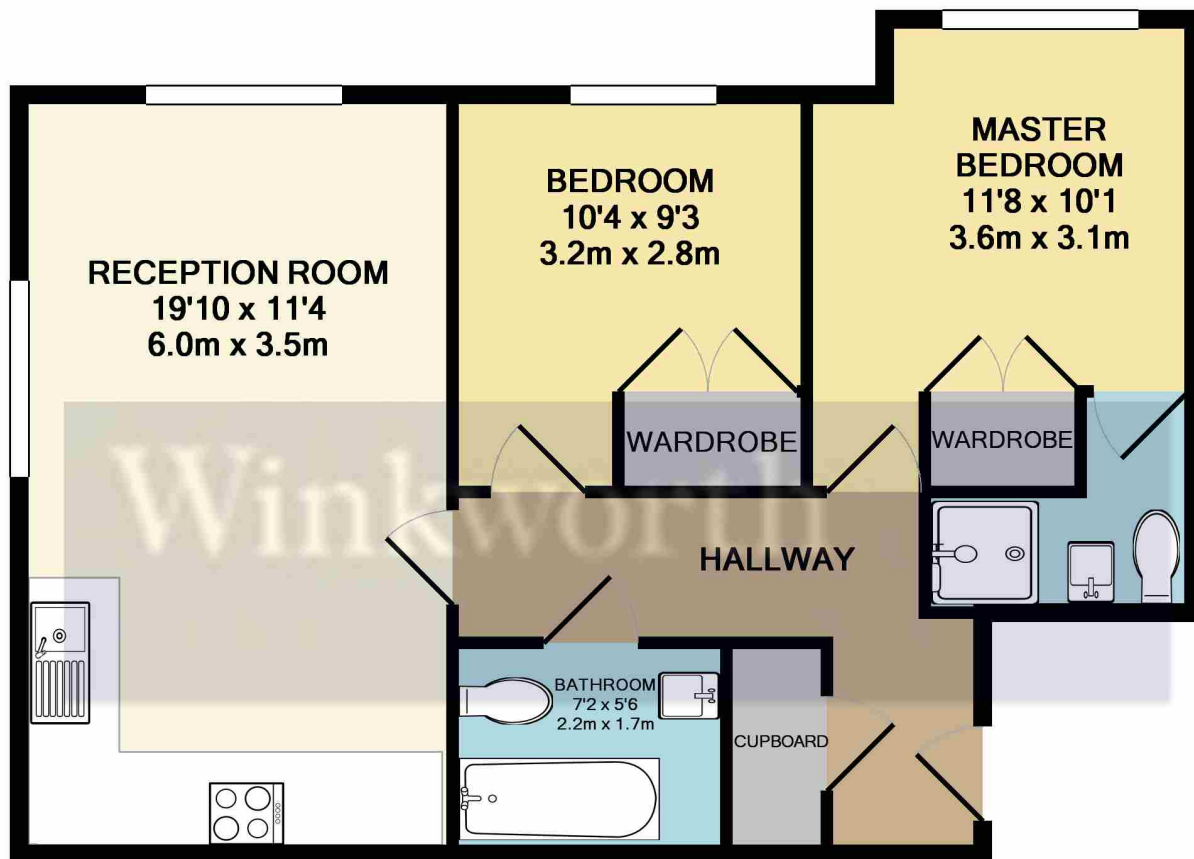 RECEPTION ROOM
19'10 x 11'4
6.0m x 3.5m
BEDROOM
10'4 x 9'3
3.2m x 2.8m
MASTER
BEDROOM
11'8 x 10'1
3.6m x 3.1m
WARDROBE
WARDROBE
Winkworth
HALLWAY
BATHROOM
7'2 x 5'6
2.2m x 1.7m
CUPBOARD